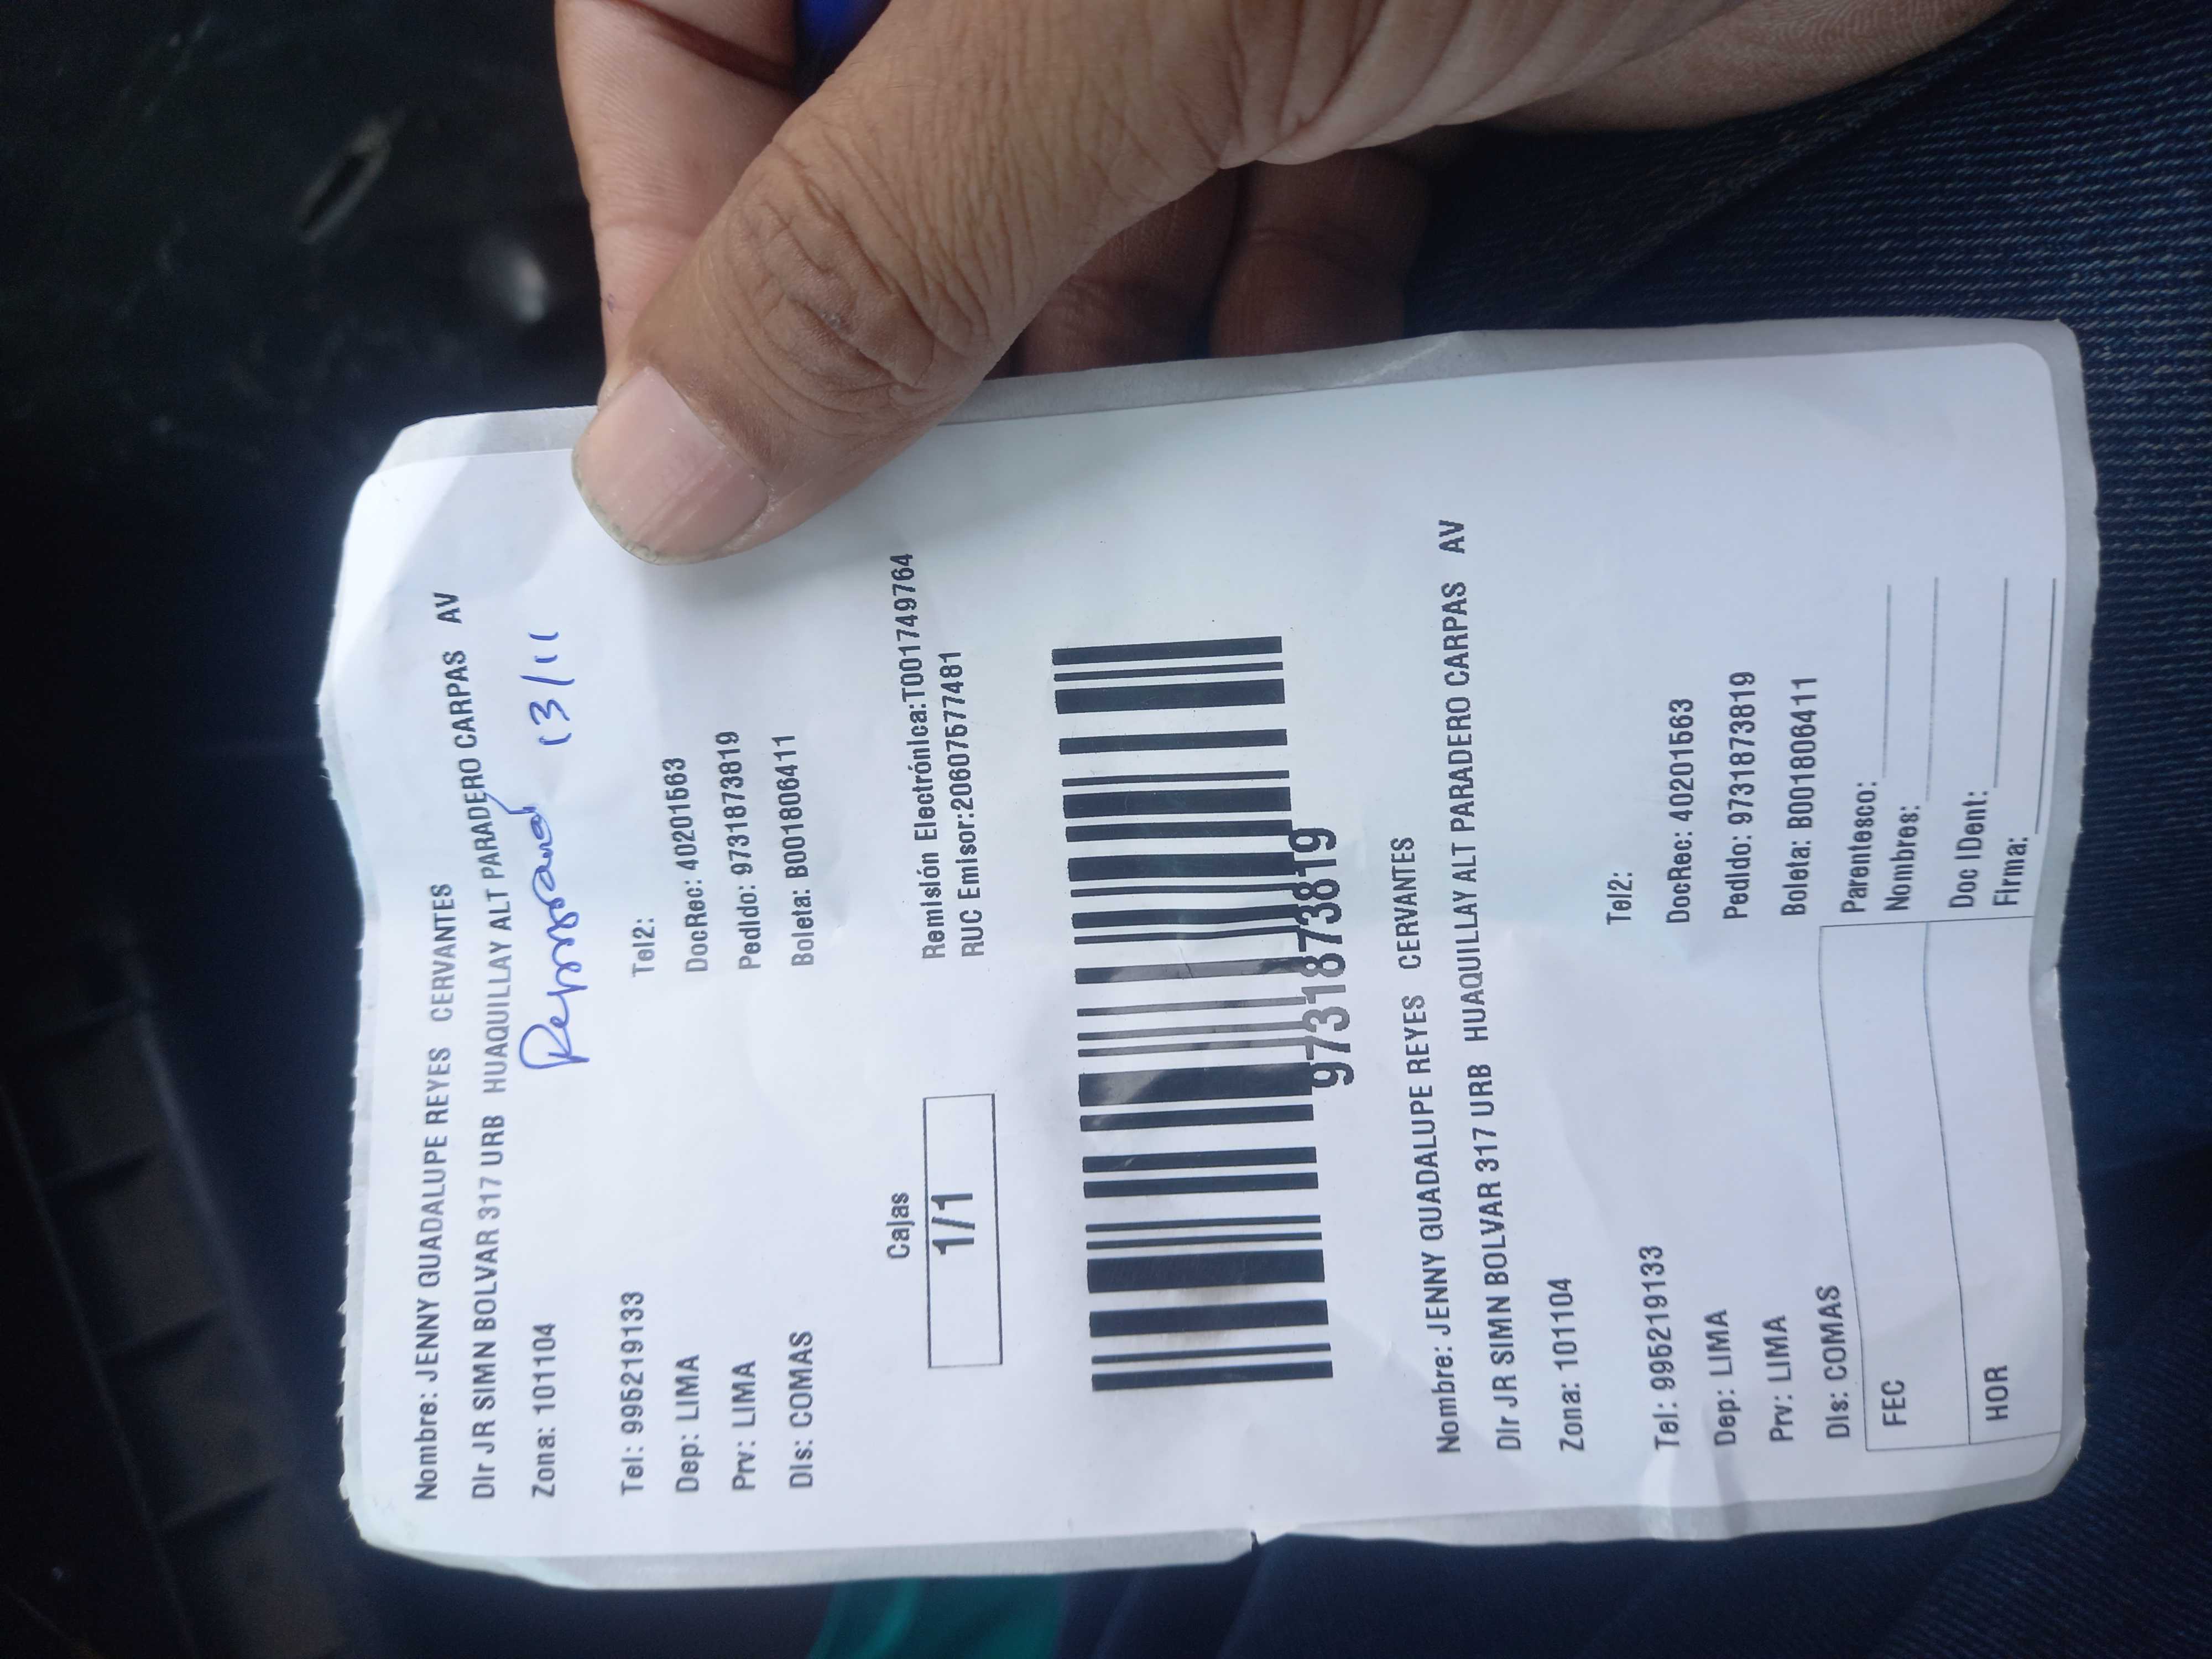 Nombre: JENNY GUADALUPE REYES CERVANTES
Dir JR SIMN BOLVAR 317 URB HUAQUILLAY ALT PARADERO CARPAS AV
Zona: 101104
13/11
Tel: 995219133 Tel2:
Dep: LIMA DocRec: 40201563
Prv: LIMA Pedido: 9731873819
Dis: COMAS Boleta: B001806411
Cajas
1/1
Remisión Electrónica:T001749764
RUC Emisor:20607577481
9731873819
Nombre: JENNY GUADALUPE REYES CERVANTES
Dir JR SIMN BOLVAR 317 URB HUAQUILLAY ALT PARADERO CARPAS AV
Zona: 101104
Tel: 995219133 Tel2:
Dep: LIMA DocRec: 40201563
Prv: LIMA Pedido: 9731873819
Dis: COMAS Boleta: B001806411
FEC
HOR
Parentesco:
Nombres:
Doc IDent:
Firma: